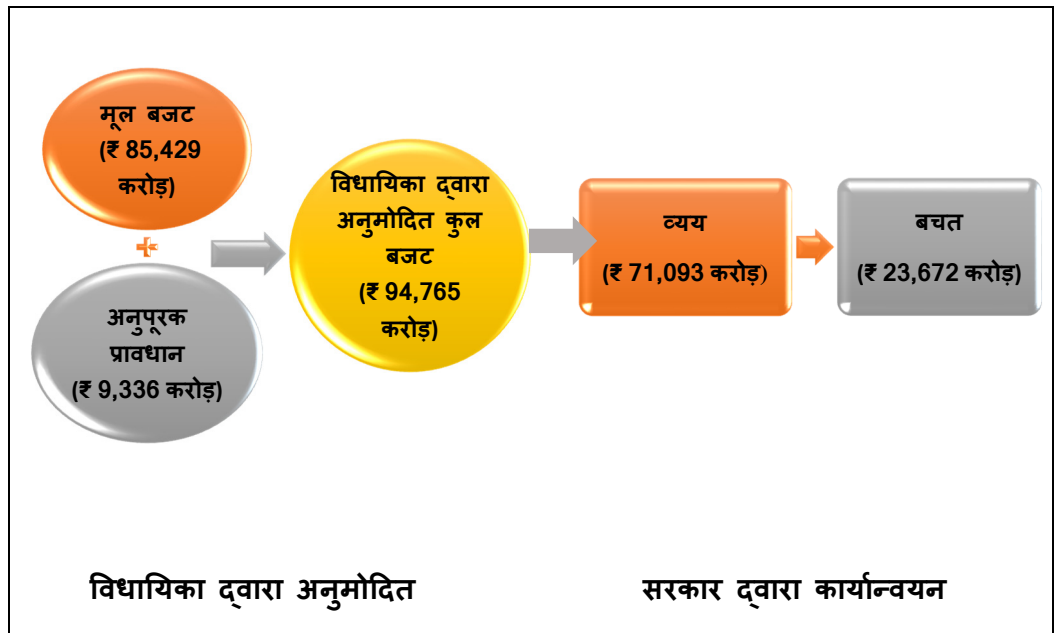 मूल बजट
(₹ 85,429
करोड़)
+
अनुपूरक
प्रावधान
(₹ 9,336 करोड़)
विधायिका द्वारा
अनुमोदित कुल
बजट
(₹ 94,765
करोड़)
व्यय
(₹ 71,093 करोड़)
बचत
(₹ 23,672 करोड़)
विधायिका द्वारा अनुमोदित
सरकार द्वारा कार्यान्वयन